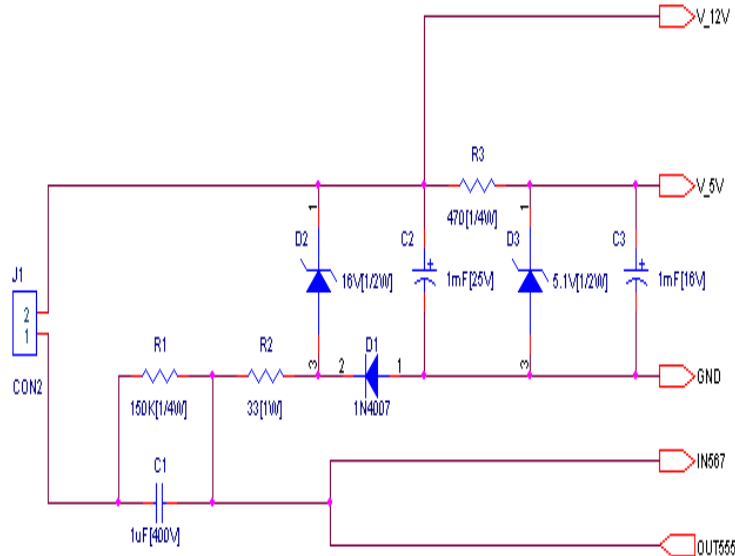 V_12V
R3
V_5V
470[1/4W]
1
1
D2
C2
D3
C3
16V[1/2W]
1mF[25V]
5.1V[1/2W]
1mF[16V]
J1
2
1
CON2
R1
R2
3
2
D1
1
3
GND
150K[1/4W]
33[1W]
1N4007
C1
IN567
1uF[400V]
OUT555